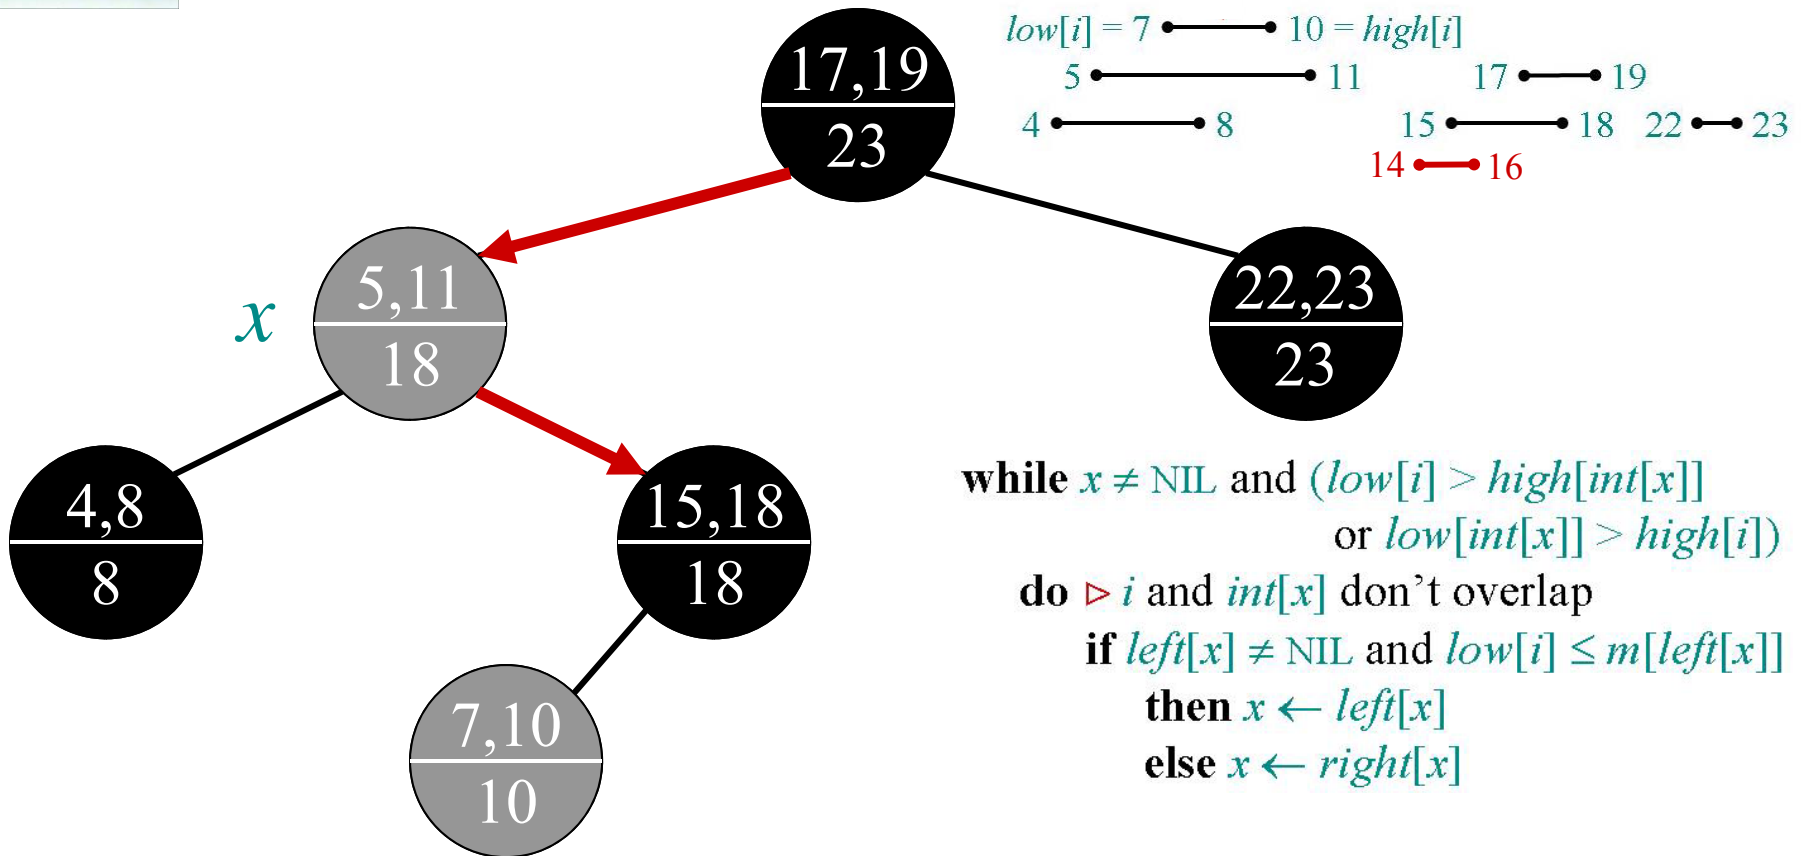 17,19
23
low[i] = 7 10 = high[i]
5 11 17 19
4 8 15 18 22 23
14 16
x
5,11
18
22,23
23
4,8
8
15,18
18
7,10
10
while x ≠ NIL and (low[i] > high[int[x]]
or low[int[x]] > high[i])
do ▹ i and int[x] don’t overlap
if left[x] ≠ NIL and low[i] ≤ m[left[x]]
then x ← left[x]
else x ← right[x]